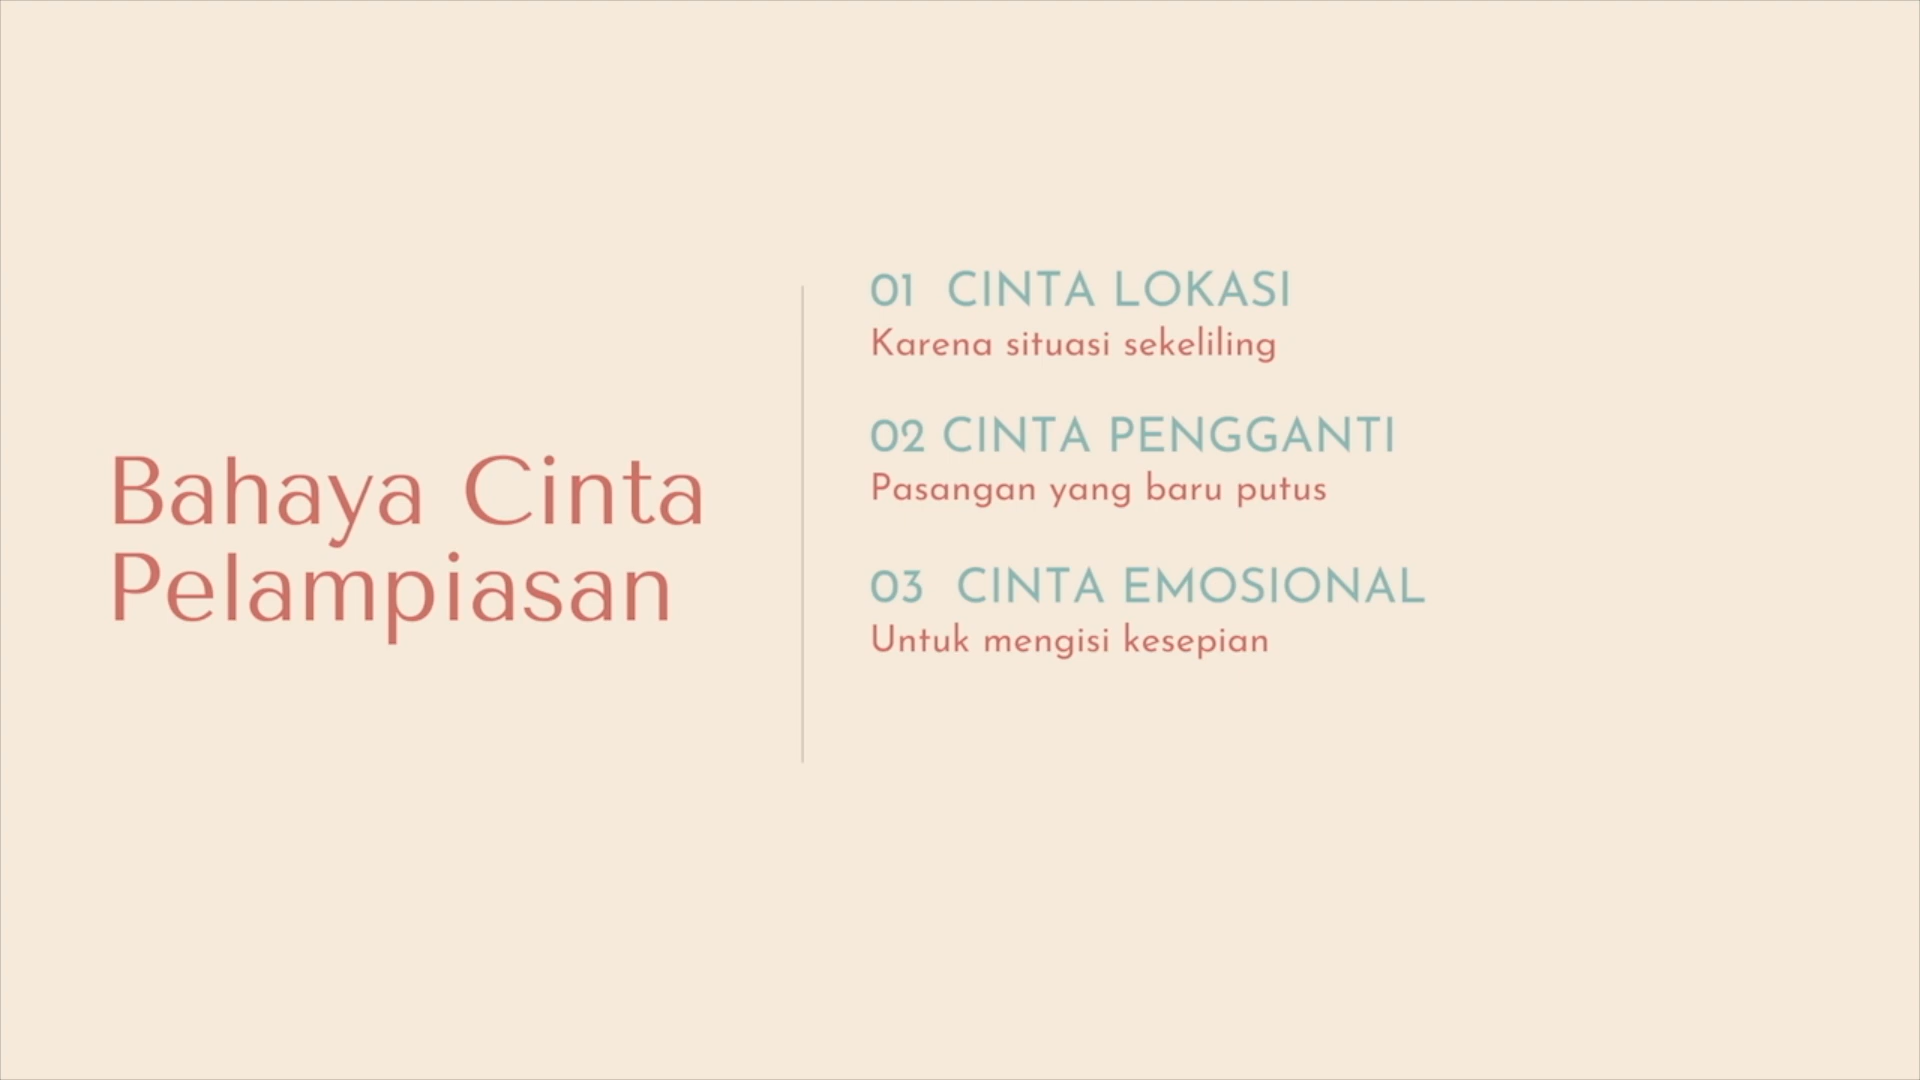 Bahaya Cinta
Pelampiasan
01 CINTA LOKASI
Karena situasi sekeliling
02 CINTA PENGGANTI
Pasangan yang baru putus
03 CINTA EMOSIONAL
Untuk mengisi kesepian